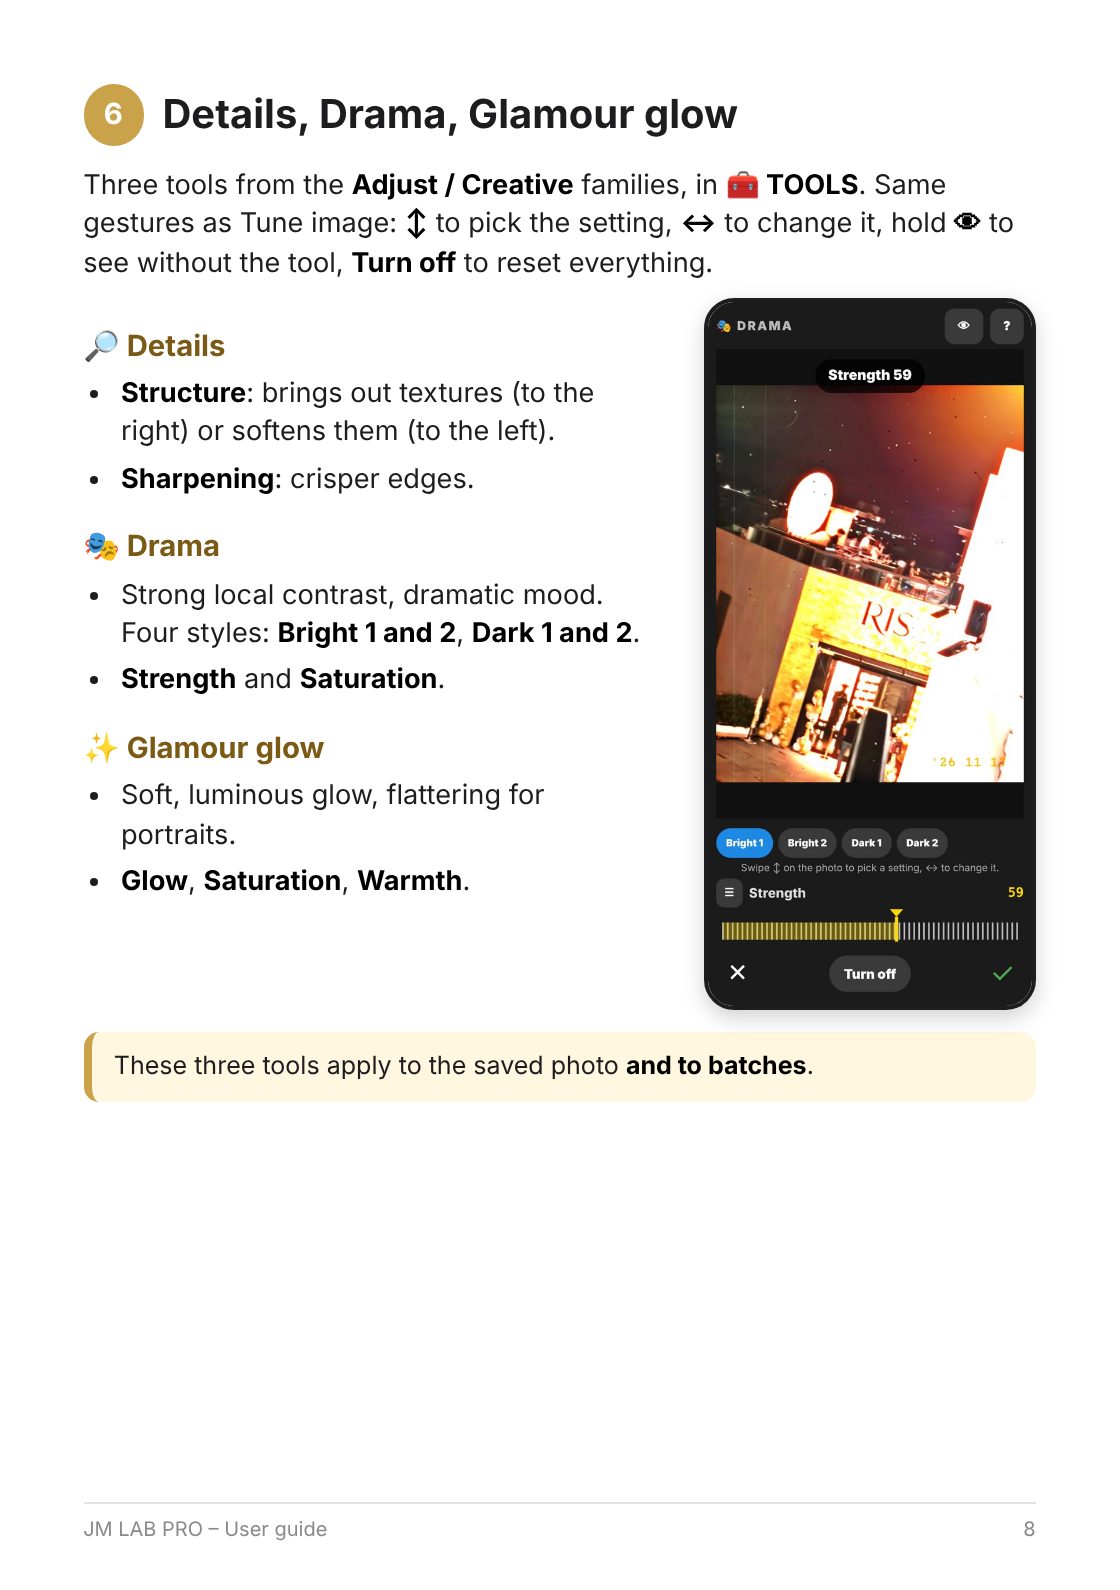 6 Details, Drama, Glamour glow
Three tools from the Adjust / Creative families, in 🧰 TOOLS. Same
gestures as Tune image: ↕ to pick the setting, ↔ to change it, hold 👁 to
see without the tool, Turn off to reset everything.
🔎 Details
• Structure: brings out textures (to the
right) or softens them (to the left).
• Sharpening: crisper edges.
🎭 Drama
• Strong local contrast, dramatic mood.
Four styles: Bright 1 and 2, Dark 1 and 2.
• Strength and Saturation.
✨ Glamour glow
• Soft, luminous glow, flattering for
portraits.
• Glow, Saturation, Warmth.
🎭 DRAMA 👁 ?
Strength 59
RIS
'26 11 1
Bright 1 Bright 2 Dark 1 Dark 2
Swipe ↕ on the photo to pick a setting, ↔ to change it.
☰ Strength 59
✕ Turn off ✓
These three tools apply to the saved photo and to batches.
JM LAB PRO – User guide 8